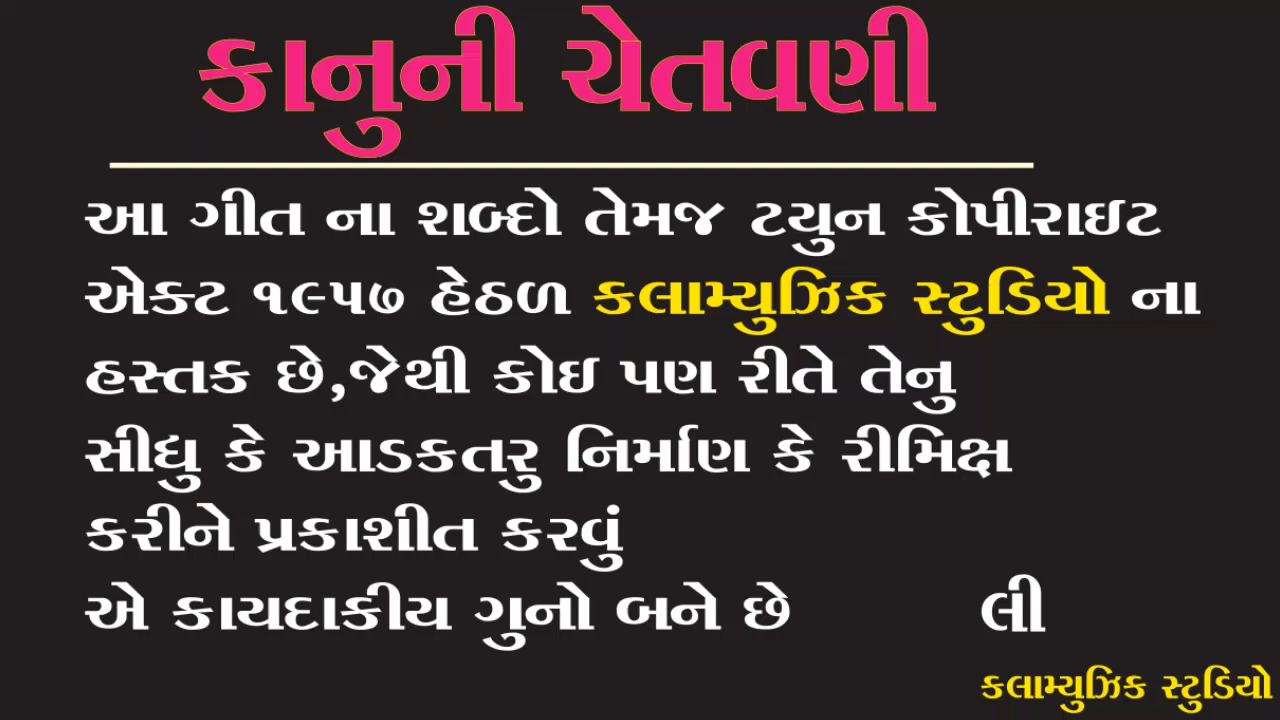 કાનુની ચેતવણી
આ ગીત ના શબ્દો તેમજ ટયુન કોપીરાઇટ
એક્ટ ૧૯૫૭ હેઠળ કલામ્યુઝિક સ્ટુડિયો ના
હસ્તક છે,જેથી કોઇ પણ રીતે તેનુ
સીધુ કે આડકતરુ નિર્માણ કે રીમિક્ષ
કરીને પ્રકાશીત કરવું
એ કાયદાકીય ગુનો બને છે
લીં
કલામ્યુઝિક સ્ટુડિયો